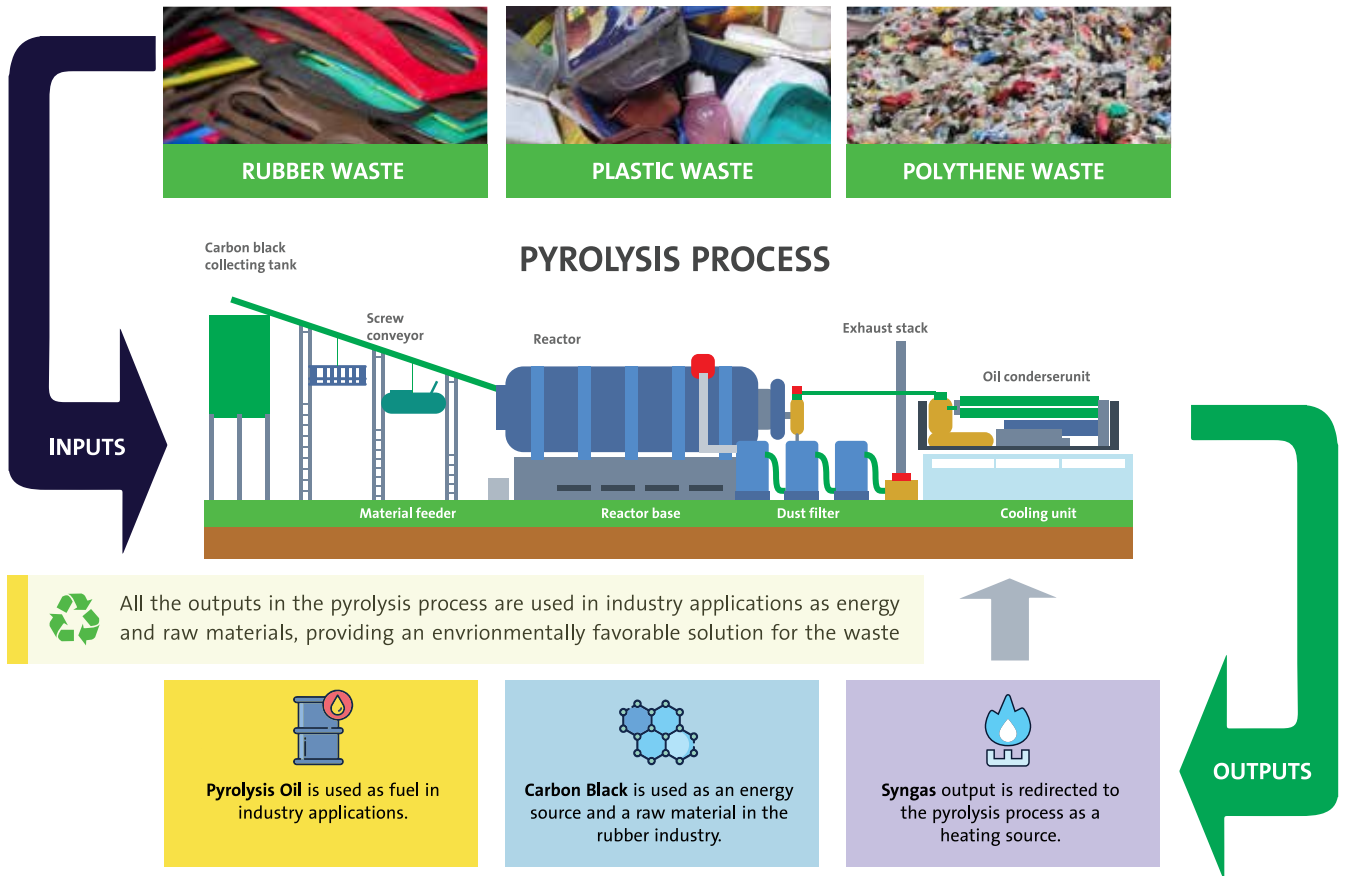 RUBBER WASTE
PLASTIC WASTE
POLYTHENE WASTE
PYROLYSIS PROCESS
Carbon black
collecting tank
Screw
conveyor
Reactor
Exhaust stack
Oil conderserunit
INPUTS
Material feeder
Reactor base
Dust filter
Cooling unit
All the outputs in the pyrolysis process are used in industry applications as energy
and raw materials, providing an envrionmentally favorable solution for the waste
Pyrolysis Oil is used as fuel in
industry applications.
Carbon Black is used as an energy
source and a raw material in the
rubber industry.
Syngas output is redirected to
the pyrolysis process as a
heating source.
OUTPUTS